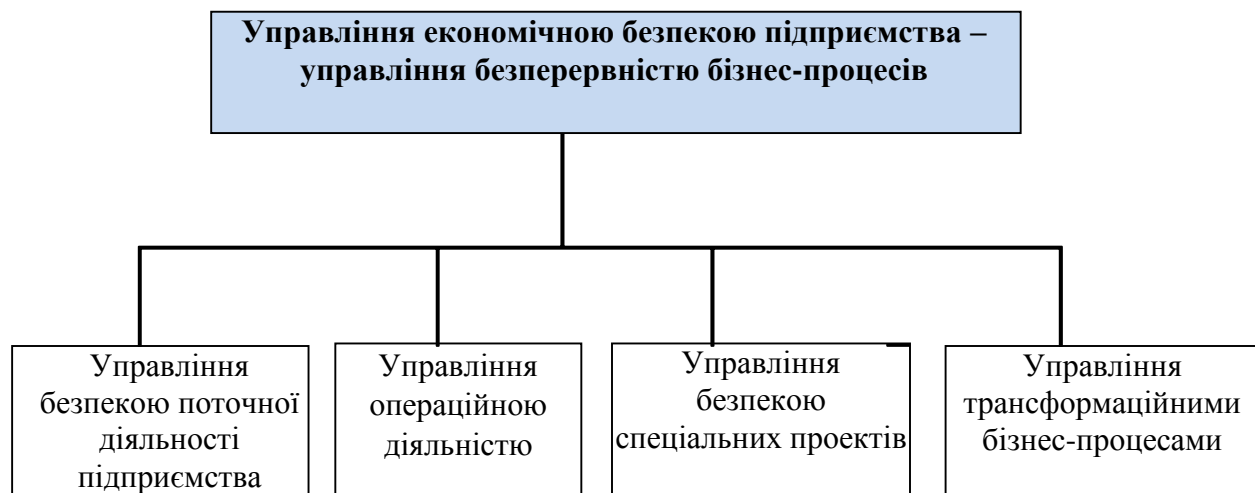 Управління економічною безпекою підприємства –
управління безперервністю бізнес-процесів
Управління
безпекою поточної
діяльності
підприємства
Управління
операційною
діяльністю
Управління
безпекою
спеціальних проектів
Управління
трансформаційними
бізнес-процесами